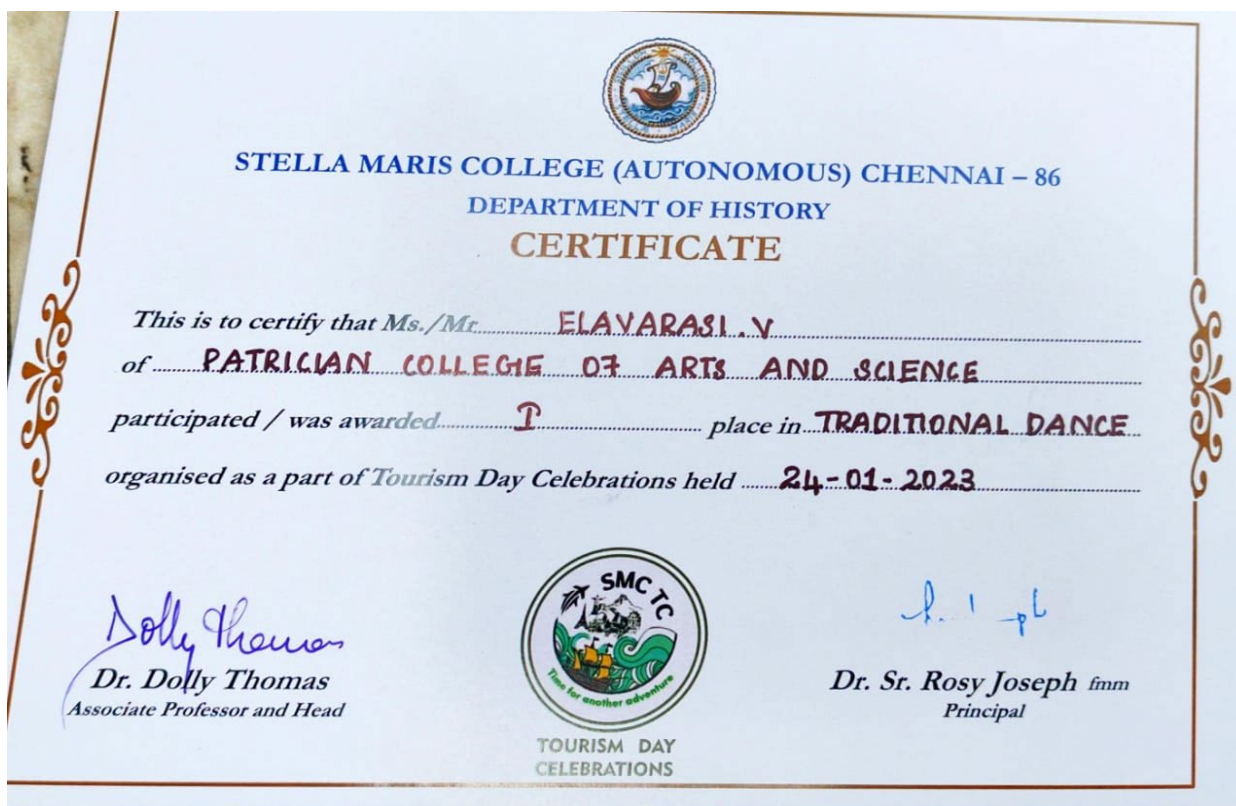 STELLA MARIS COLLEGE (AUTONOMOUS) CHENNAI – 86
DEPARTMENT OF HISTORY
CERTIFICATE
This is to certify that Ms./Mr. ELAVARASI.V
of PATRICIAN COLLEGE OF ARTS AND SCIENCE
participated / was awarded I place in TRADITIONAL DANCE
organised as a part of Tourism Day Celebrations held 24-01-2023
SMC TC
Time for another adventure
Dolly Thomas
Dr. Dolly Thomas
Associate Professor and Head
Dr. Sr. Rosy Joseph fmm
Principal
TOURISM DAY
CELEBRATIONS